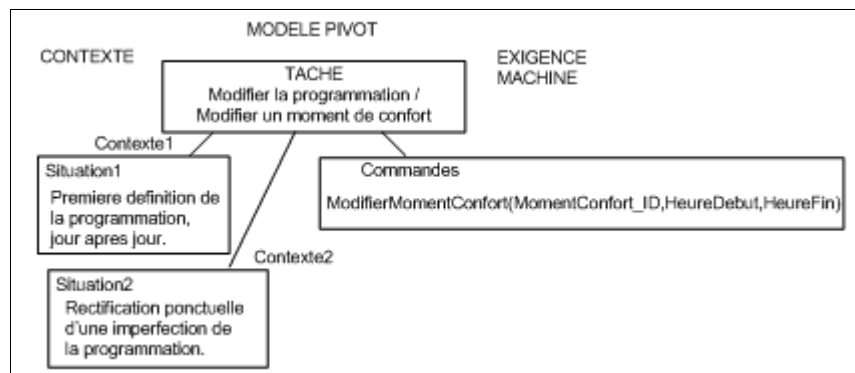 MODELE PIVOT
CONTEXTE
EXIGENCE
MACHINE
TACHE
Modifier la programmation /
Modifier un moment de confort
Contexte1
Situation1
Premiere definition de
la programmation,
jour apres jour.
Commandes
ModifierMomentConfort(MomentConfort_ID,HeureDebut,HeureFin)
Contexte2
Situation2
Rectification ponctuelle
d'une imperfection de
la programmation.